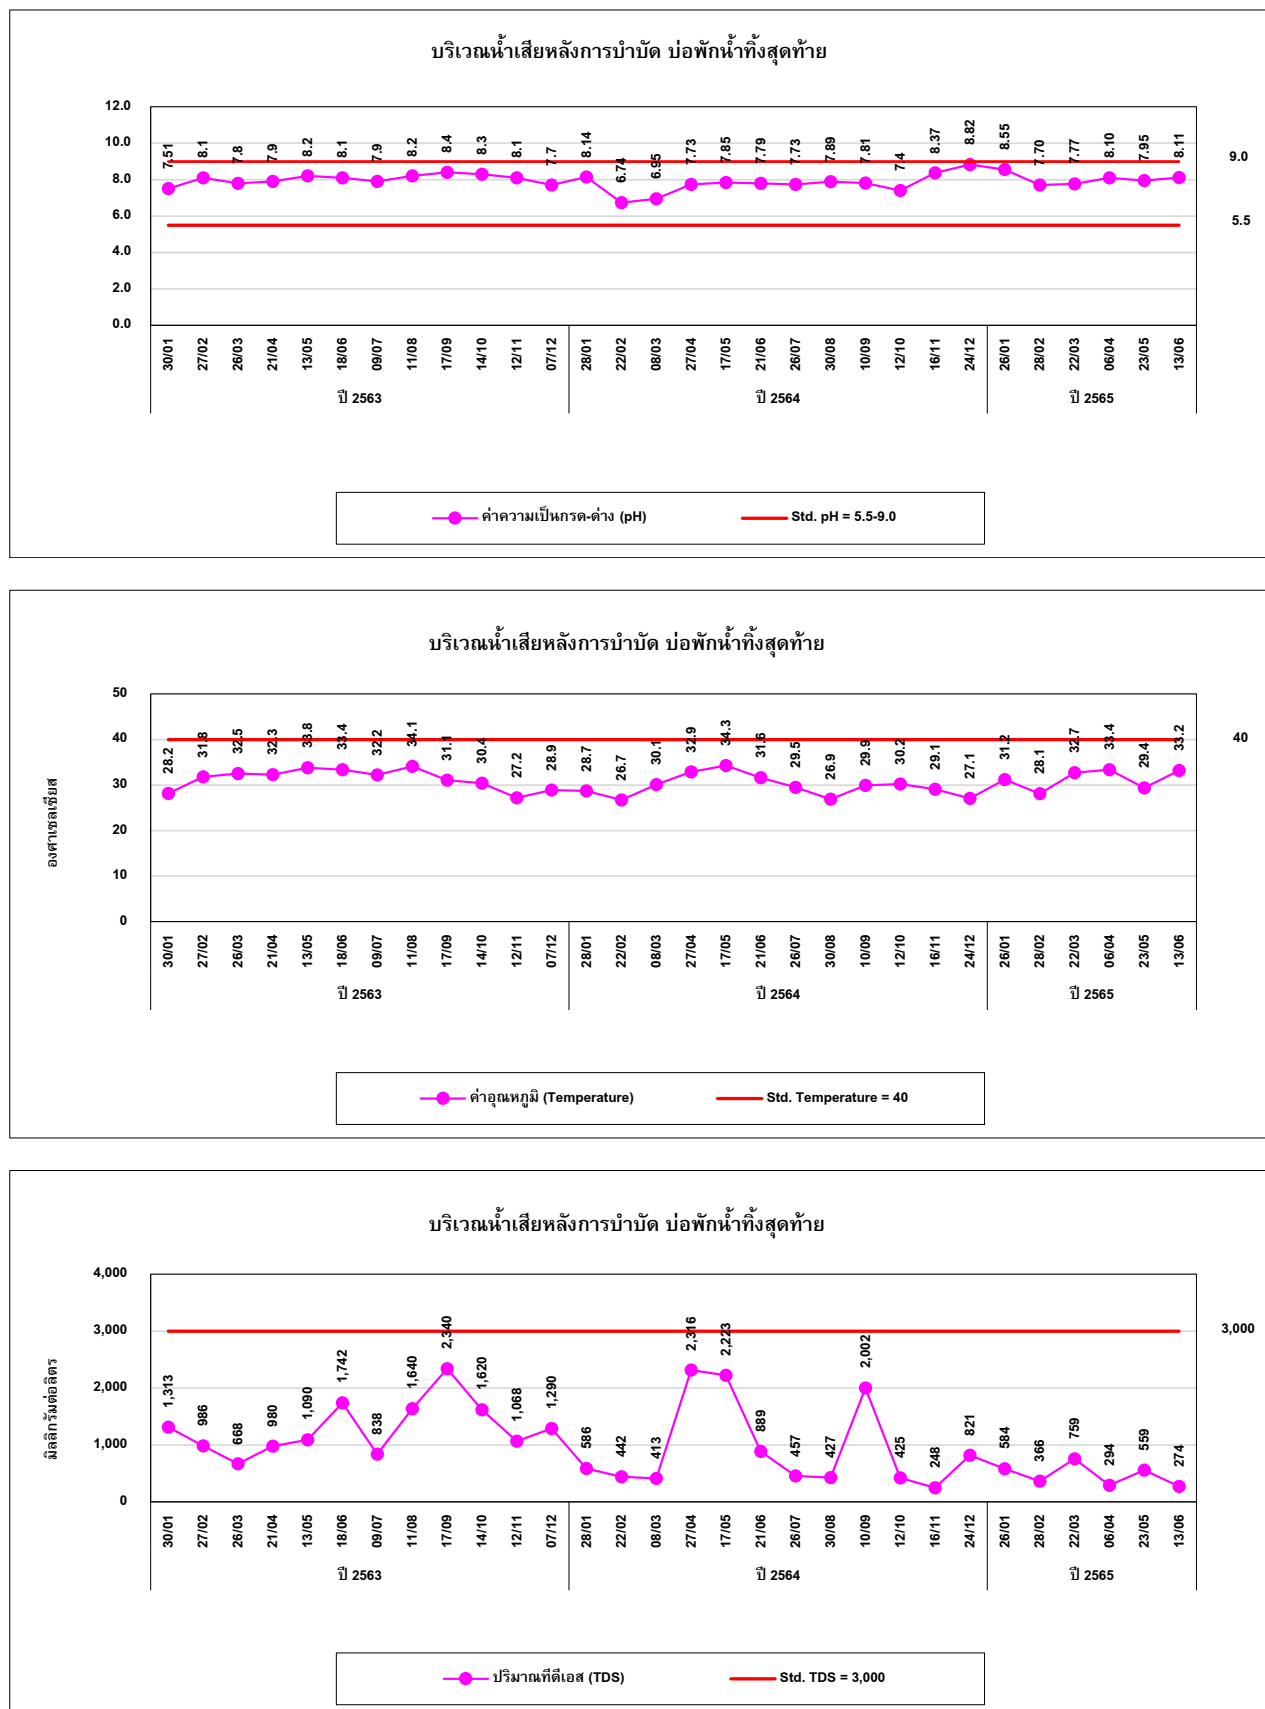 บริเวณน้ำเสียหลังการบำบัด บ่อพักน้ำทิ้งสุดท้าย
12.0
10.0
8.0
6.0
4.0
2.0
0.0
7.51 8.1 7.8 7.9 8.2 8.1 7.9 8.2 8.4 8.3 8.1 7.7 8.14 6.74 6.95 7.73 7.85 7.79 7.73 7.89 7.81 7.4 8.37 8.82 8.55 7.70 7.77 8.10 7.95 8.11
9.0
5.5
30/01 27/02 26/03 21/04 13/05 18/06 09/07 11/08 17/09 14/10 12/11 07/12 28/01 22/02 08/03 27/04 17/05 21/06 26/07 30/08 10/09 12/10 16/11 24/12 26/01 28/02 22/03 06/04 23/05 13/06
ปี 2563 ปี 2564 ปี 2565
ค่าความเป็นกรด-ด่าง (pH) Std. pH = 5.5-9.0
บริเวณน้ำเสียหลังการบำบัด บ่อพักน้ำทิ้งสุดท้าย
องศาเซลเซียส
50
40
30
20
10
0
28.2 31.8 32.5 32.3 33.8 33.4 32.2 34.1 31.1 30.4 27.2 28.9 28.7 26.7 30.1 32.9 34.3 31.6 29.5 26.9 29.9 30.2 29.1 27.1 31.2 28.1 32.7 33.4 29.4 33.2
40
30/01 27/02 26/03 21/04 13/05 18/06 09/07 11/08 17/09 14/10 12/11 07/12 28/01 22/02 08/03 27/04 17/05 21/06 26/07 30/08 10/09 12/10 16/11 24/12 26/01 28/02 22/03 06/04 23/05 13/06
ปี 2563 ปี 2564 ปี 2565
ค่าอุณหภูมิ (Temperature) Std. Temperature = 40
บริเวณน้ำเสียหลังการบำบัด บ่อพักน้ำทิ้งสุดท้าย
มิลลิกรัมต่อลิตร
4,000
3,000
2,000
1,000
0
1,313 986 668 980 1,090 1,742 838 1,640 2,340 1,620 1,068 1,290 586 442 413 2,316 2,223 889 457 427 2,002 425 248 821 584 366 759 294 559 274
3,000
30/01 27/02 26/03 21/04 13/05 18/06 09/07 11/08 17/09 14/10 12/11 07/12 28/01 22/02 08/03 27/04 17/05 21/06 26/07 30/08 10/09 12/10 16/11 24/12 26/01 28/02 22/03 06/04 23/05 13/06
ปี 2563 ปี 2564 ปี 2565
ปริมาณทีดีเอส (TDS) Std. TDS = 3,000